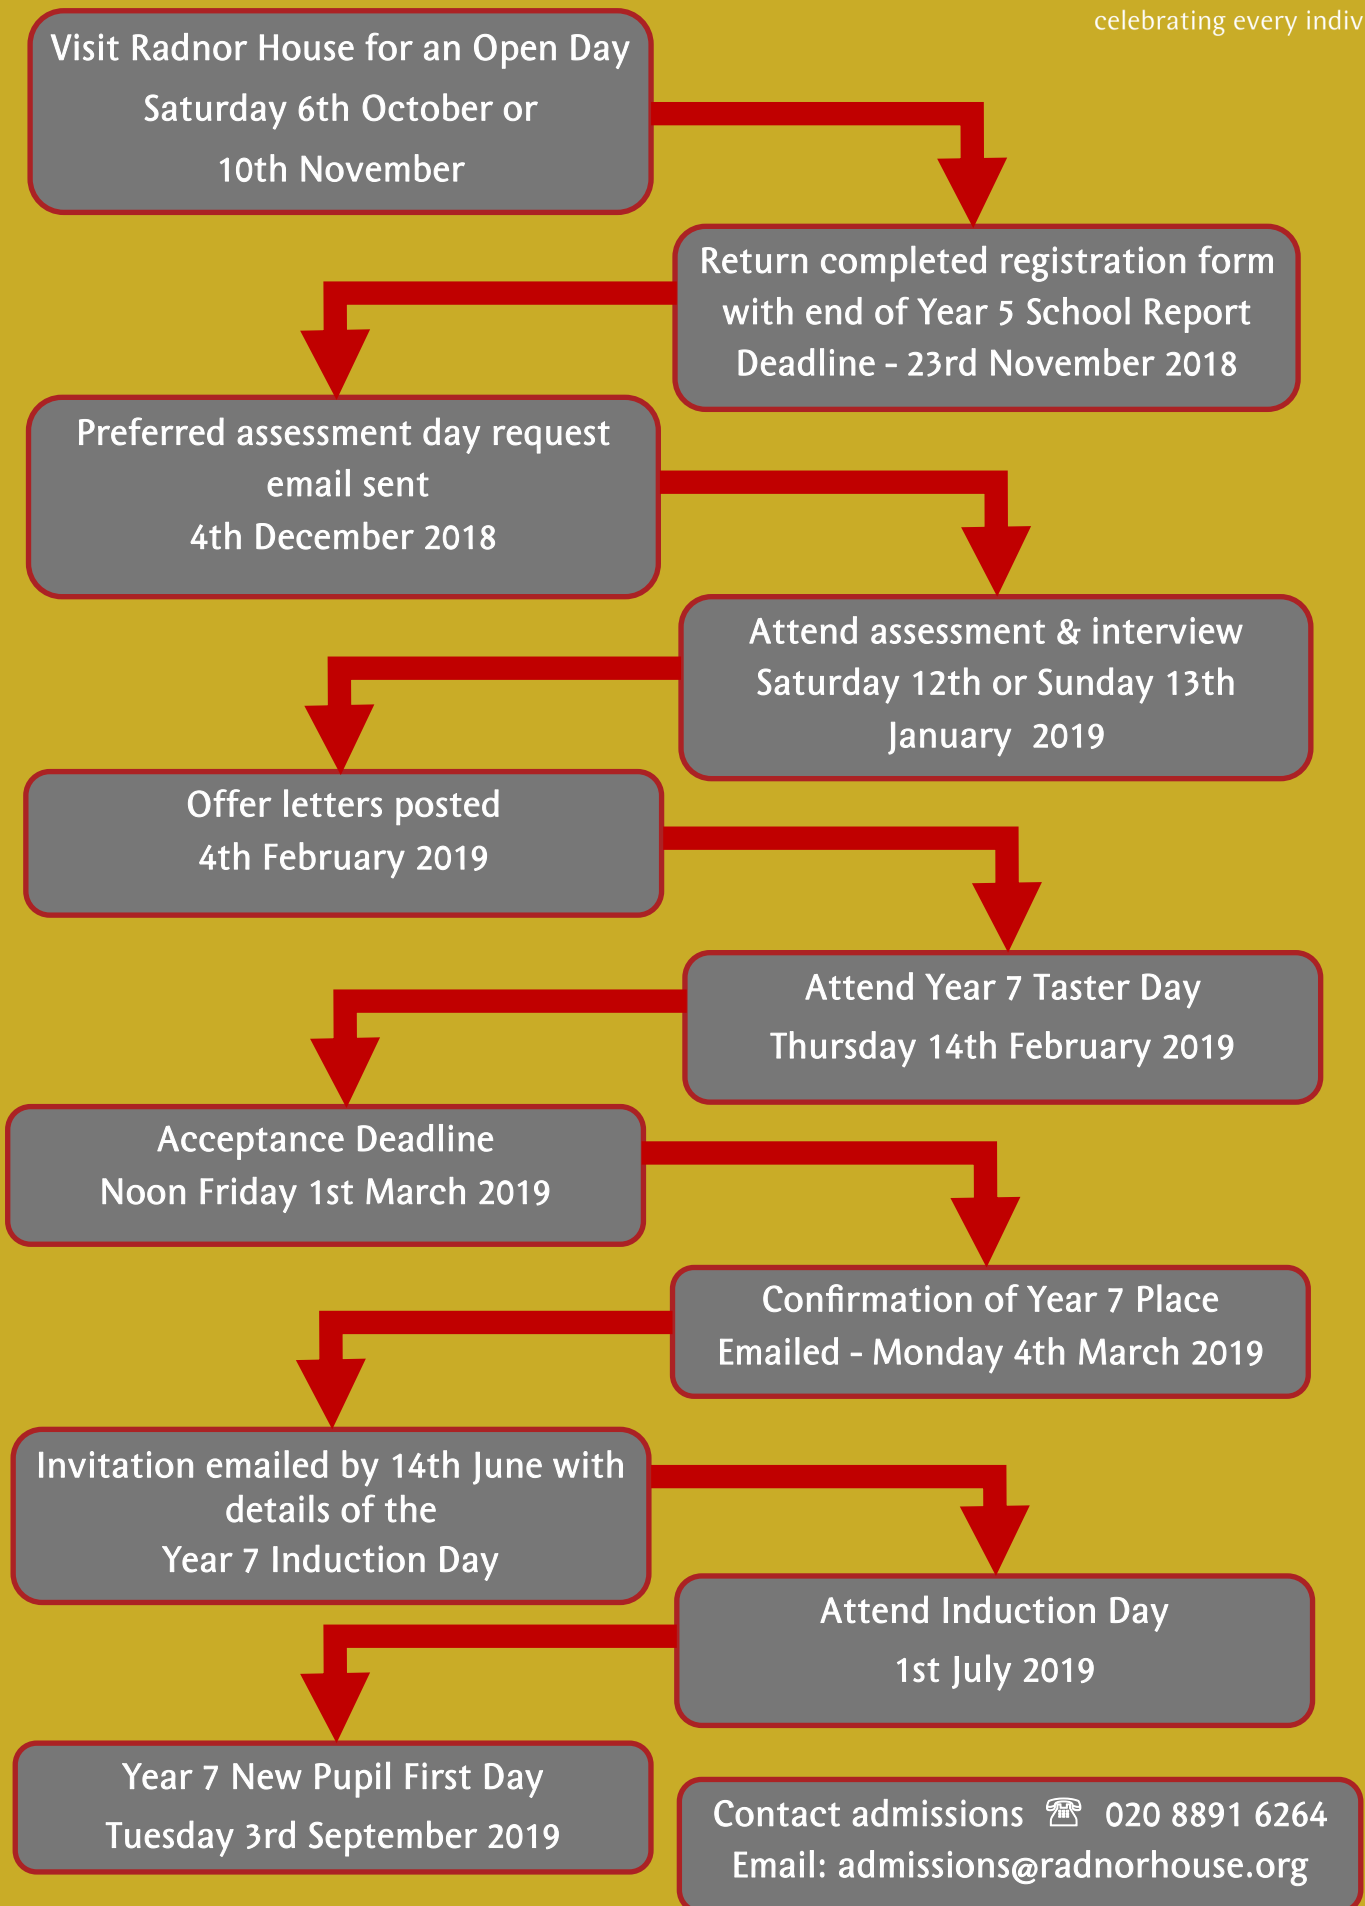 celebrating every indiv
Visit Radnor House for an Open Day
Saturday 6th October or
10th November
Return completed registration form
with end of Year 5 School Report
Deadline - 23rd November 2018
Preferred assessment day request
email sent
4th December 2018
Attend assessment & interview
Saturday 12th or Sunday 13th
January 2019
Offer letters posted
4th February 2019
Attend Year 7 Taster Day
Thursday 14th February 2019
Acceptance Deadline
Noon Friday 1st March 2019
Confirmation of Year 7 Place
Emailed - Monday 4th March 2019
Invitation emailed by 14th June with
details of the
Year 7 Induction Day
Attend Induction Day
1st July 2019
Year 7 New Pupil First Day
Tuesday 3rd September 2019
Contact admissions ☏ 020 8891 6264
Email: admissions@radnorhouse.org